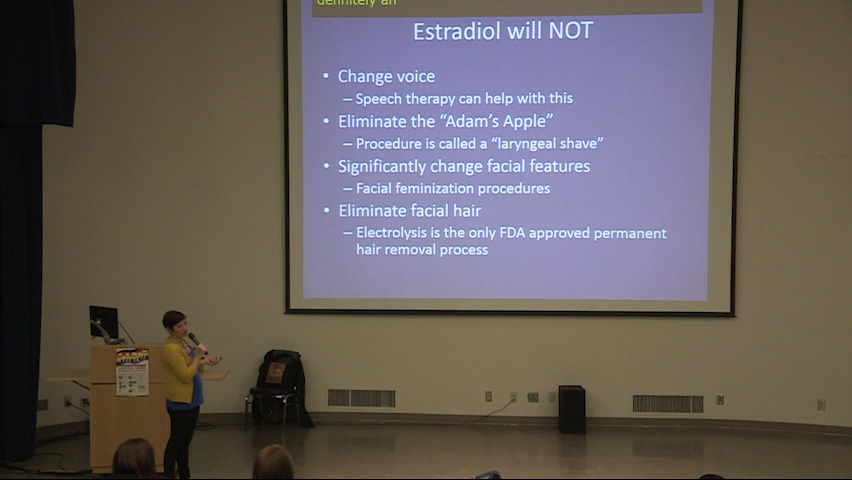 definitely an
Estradiol will NOT
• Change voice
– Speech therapy can help with this
• Eliminate the “Adam’s Apple”
– Procedure is called a “laryngeal shave”
• Significantly change facial features
– Facial feminization procedures
• Eliminate facial hair
– Electrolysis is the only FDA approved permanent
hair removal process